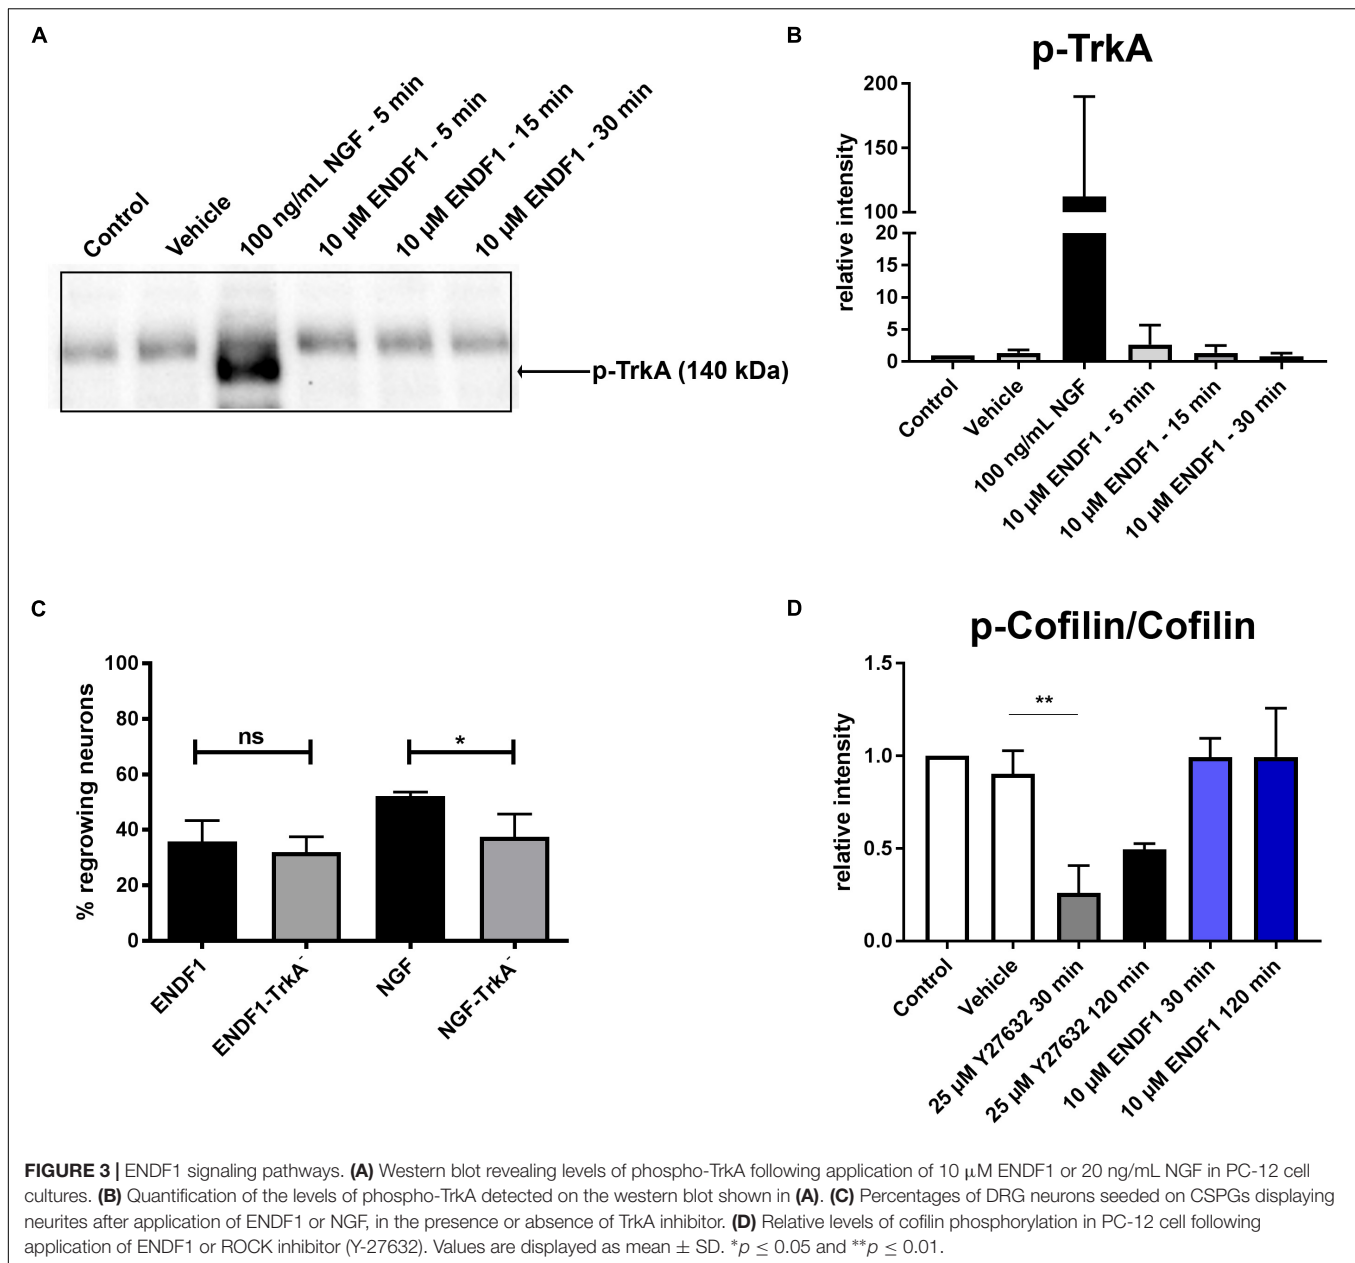 A
Control
Vehicle
100 ng/mL NGF - 5 min
10 µM ENDF1 - 5 min
10 µM ENDF1 - 15 min
10 µM ENDF1 - 30 min
p-TrkA (140 kDa)
B
p-TrkA
relative intensity
200
150
100
20
15
10
5
0
Control
Vehicle
100 ng/mL NGF
10 µM ENDF1 - 5 min
10 µM ENDF1 - 15 min
10 µM ENDF1 - 30 min
C
% regrowing neurons
100
80
60
40
20
0
ns
*
ENDF1
ENDF1-TrkA-
NGF
NGF-TrkA-
D
p-Cofilin/Cofilin
relative intensity
1.5
1.0
0.5
0.0
**
Control
Vehicle
25 µM Y27632 30 min
25 µM Y27632 120 min
10 µM ENDF1 30 min
10 µM ENDF1 120 min
FIGURE 3 | ENDF1 signaling pathways. (A) Western blot revealing levels of phospho-TrkA following application of 10 µM ENDF1 or 20 ng/mL NGF in PC-12 cell
cultures. (B) Quantification of the levels of phospho-TrkA detected on the western blot shown in (A). (C) Percentages of DRG neurons seeded on CSPGs displaying
neurites after application of ENDF1 or NGF, in the presence or absence of TrkA inhibitor. (D) Relative levels of cofilin phosphorylation in PC-12 cell following
application of ENDF1 or ROCK inhibitor (Y-27632). Values are displayed as mean ± SD. *p ≤ 0.05 and **p ≤ 0.01.